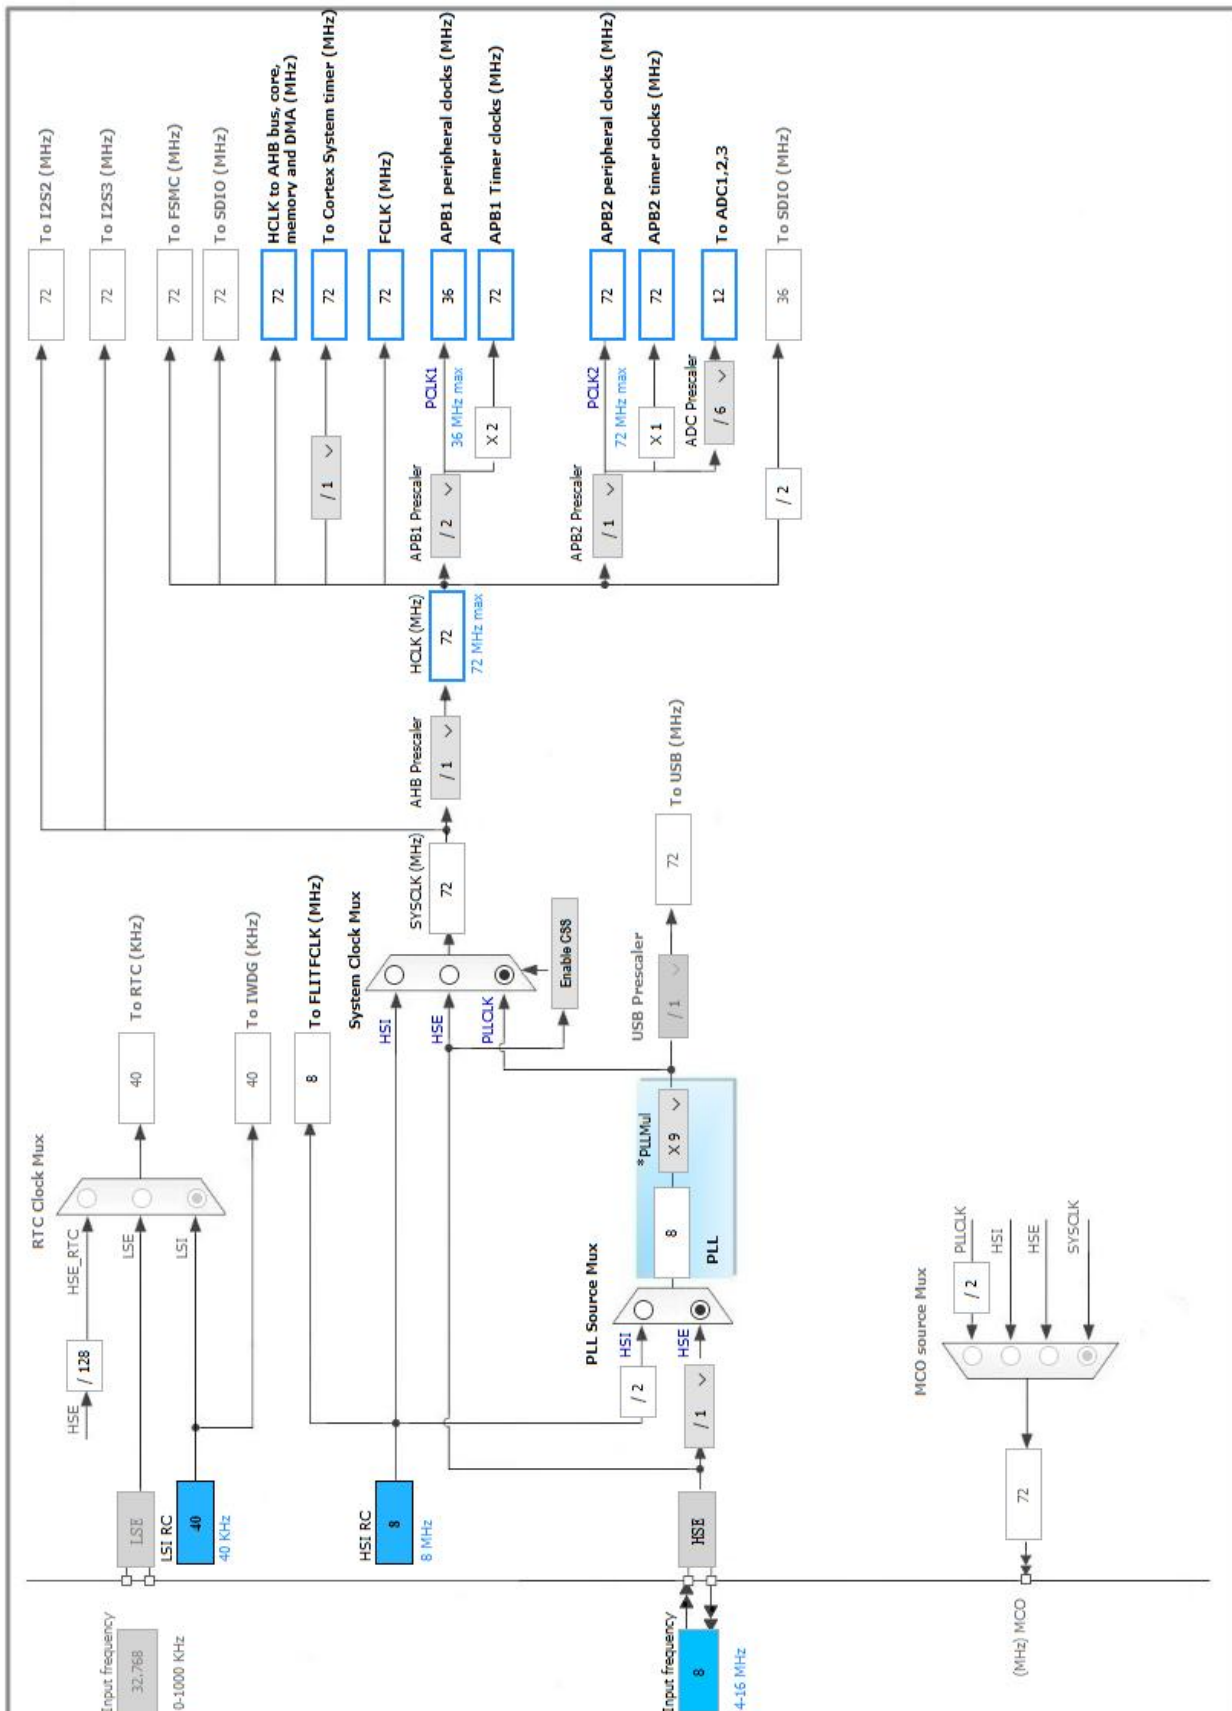 Input frequency
32.768
0-1000 KHz
LSE
LSI RC
40
40 KHz
HSE
/ 128
HSE_RTC
LSE
LSI
RTC Clock Mux
40
To RTC (KHz)
40
To IWDG (KHz)
HSI RC
8
8 MHz
8
To FLITFCLK (MHz)
Input frequency
8
4-16 MHz
HSE
/ 1
/ 2
HSI
HSE
PLL Source Mux
8
*PLLMul
X 9
PLL
HSI
HSE
PLLCLK
System Clock Mux
Enable CSS
USB Prescaler
/ 1
72
To USB (MHz)
SYSCLK (MHz)
72
AHB Prescaler
/ 1
HCLK (MHz)
72
72 MHz max
72
To I2S2 (MHz)
72
To I2S3 (MHz)
72
To FSMC (MHz)
72
To SDIO (MHz)
72
HCLK to AHB bus, core,
memory and DMA (MHz)
/ 1
72
To Cortex System timer (MHz)
72
FCLK (MHz)
APB1 Prescaler
/ 2
PCLK1
36 MHz max
36
APB1 peripheral clocks (MHz)
X 2
72
APB1 Timer clocks (MHz)
APB2 Prescaler
/ 1
PCLK2
72 MHz max
72
APB2 peripheral clocks (MHz)
X 1
72
APB2 timer clocks (MHz)
ADC Prescaler
/ 6
12
To ADC1,2,3
/ 2
36
To SDIO (MHz)
MCO source Mux
PLLCLK
/ 2
HSI
HSE
SYSCLK
72
(MHz) MCO